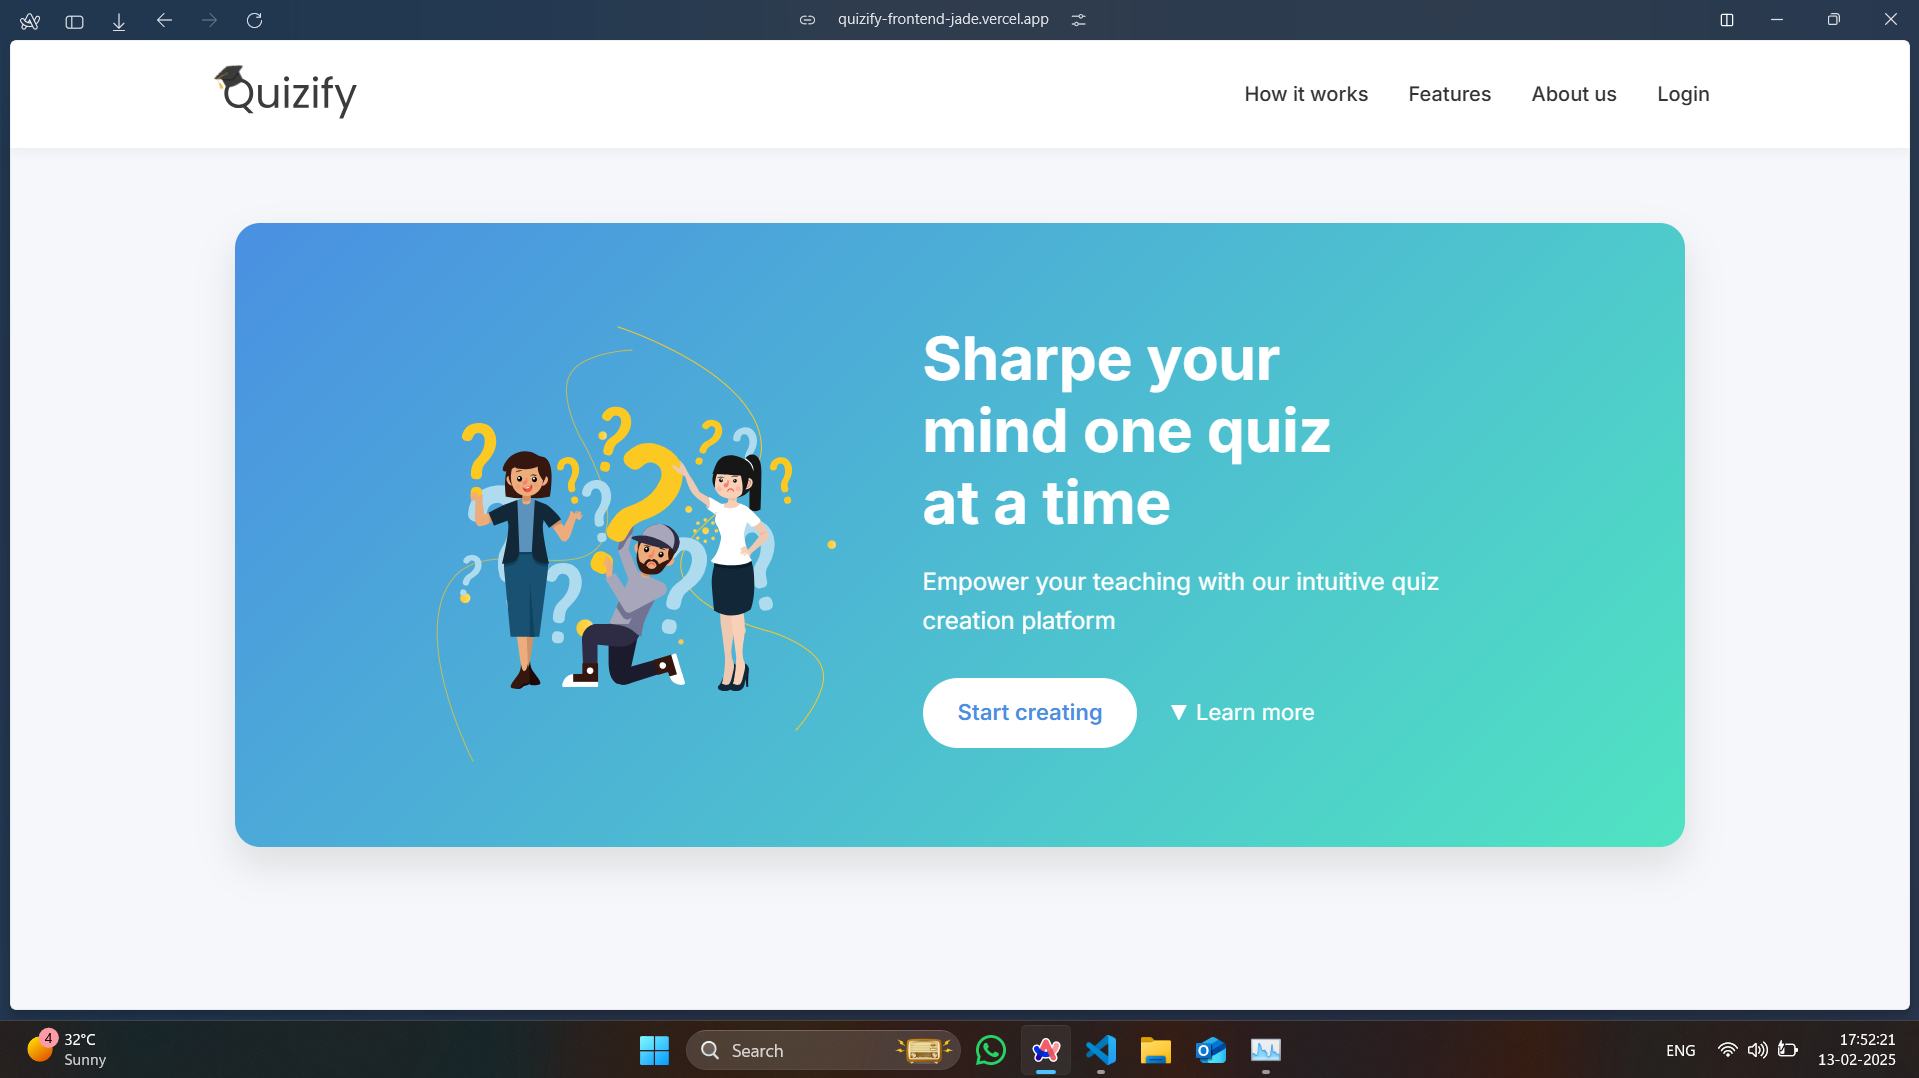 quizify-frontend-jade.vercel.app
Quizify
How it works
Features
About us
Login
Sharpe your
mind one quiz
at a time
Empower your teaching with our intuitive quiz
creation platform
Start creating
▼ Learn more
4
32°C
Sunny
Search
ENG
17:52:21
13-02-2025